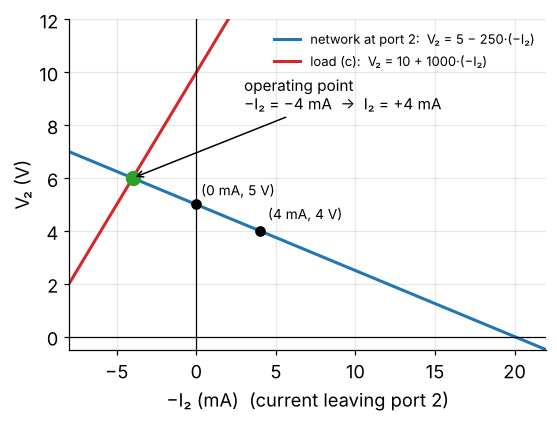 12
10
8
6
4
2
0
V₂ (V)
network at port 2:  V₂ = 5 − 250·(−I₂)
load (c):  V₂ = 10 + 1000·(−I₂)
operating point
−I₂ = −4 mA  →  I₂ = +4 mA
(0 mA, 5 V)
(4 mA, 4 V)
−5 0 5 10 15 20
−I₂ (mA)  (current leaving port 2)